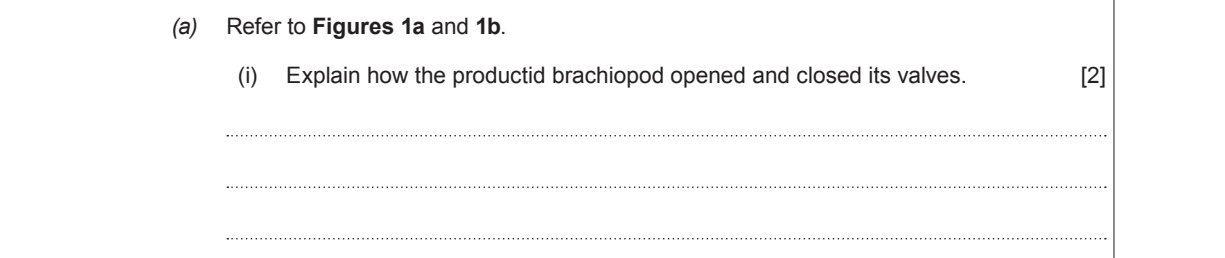 (a) Refer to Figures 1a and 1b.
(i) Explain how the productid brachiopod opened and closed its valves. [2]